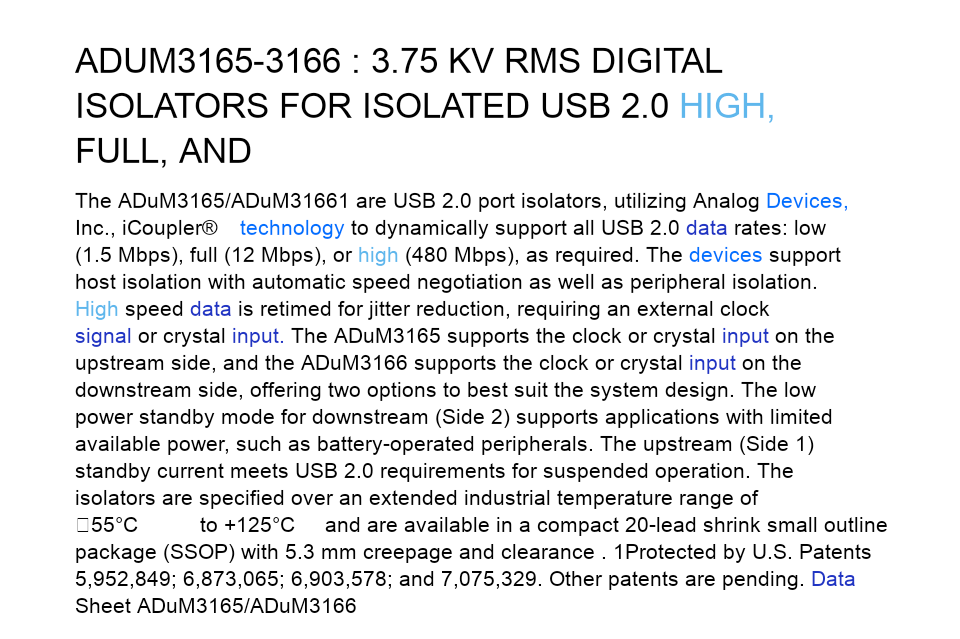 ADUM3165-3166 : 3.75 KV RMS DIGITAL
ISOLATORS FOR ISOLATED USB 2.0 HIGH,
FULL, AND
The ADuM3165/ADuM31661 are USB 2.0 port isolators, utilizing Analog Devices,
Inc., iCoupler® technology to dynamically support all USB 2.0 data rates: low
(1.5 Mbps), full (12 Mbps), or high (480 Mbps), as required. The devices support
host isolation with automatic speed negotiation as well as peripheral isolation.
High speed data is retimed for jitter reduction, requiring an external clock
signal or crystal input. The ADuM3165 supports the clock or crystal input on the
upstream side, and the ADuM3166 supports the clock or crystal input on the
downstream side, offering two options to best suit the system design. The low
power standby mode for downstream (Side 2) supports applications with limited
available power, such as battery-operated peripherals. The upstream (Side 1)
standby current meets USB 2.0 requirements for suspended operation. The
isolators are specified over an extended industrial temperature range of
□55°C to +125°C and are available in a compact 20-lead shrink small outline
package (SSOP) with 5.3 mm creepage and clearance . 1Protected by U.S. Patents
5,952,849; 6,873,065; 6,903,578; and 7,075,329. Other patents are pending. Data
Sheet ADuM3165/ADuM3166